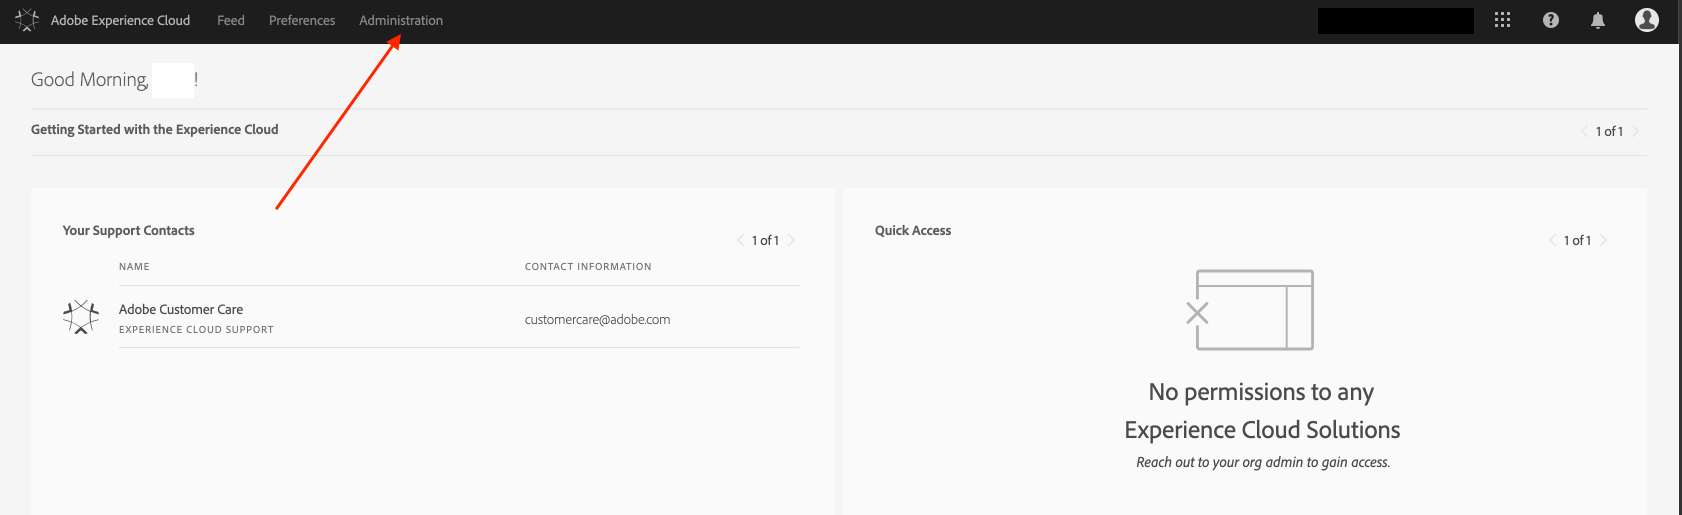 Adobe Experience Cloud Feed Preferences Administration
Good Morning, !
Getting Started with the Experience Cloud
1 of 1
Your Support Contacts
1 of 1
NAME CONTACT INFORMATION
Adobe Customer Care
EXPERIENCE CLOUD SUPPORT
customercare@adobe.com
Quick Access
1 of 1
No permissions to any
Experience Cloud Solutions
Reach out to your org admin to gain access.